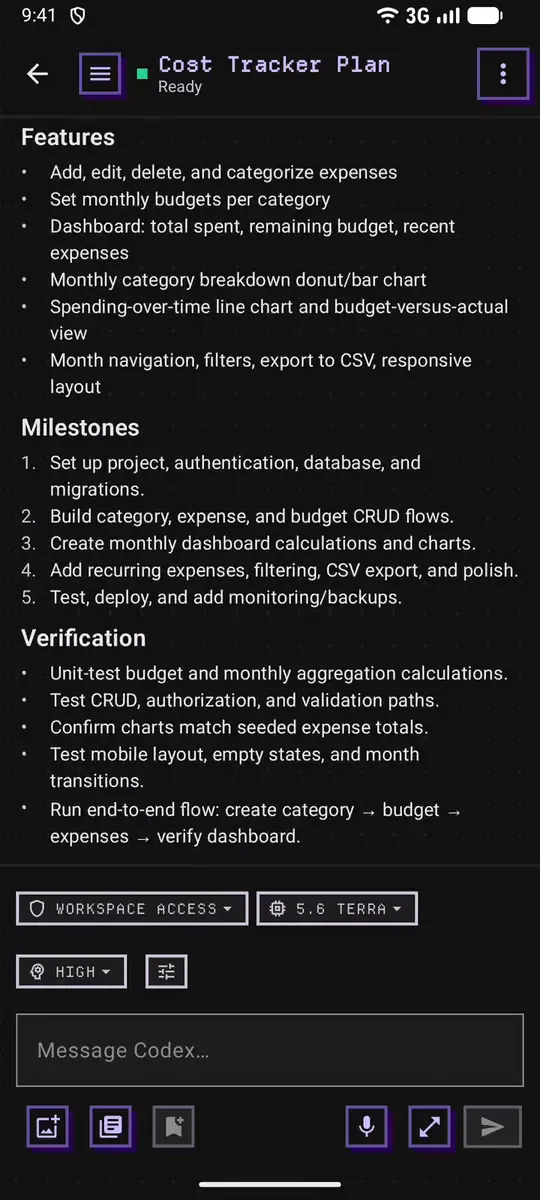 9:41
3G
Cost Tracker Plan
Ready
Features
• Add, edit, delete, and categorize expenses
• Set monthly budgets per category
• Dashboard: total spent, remaining budget, recent
expenses
• Monthly category breakdown donut/bar chart
• Spending-over-time line chart and budget-versus-actual
view
• Month navigation, filters, export to CSV, responsive
layout
Milestones
1. Set up project, authentication, database, and
migrations.
2. Build category, expense, and budget CRUD flows.
3. Create monthly dashboard calculations and charts.
4. Add recurring expenses, filtering, CSV export, and polish.
5. Test, deploy, and add monitoring/backups.
Verification
• Unit-test budget and monthly aggregation calculations.
• Test CRUD, authorization, and validation paths.
• Confirm charts match seeded expense totals.
• Test mobile layout, empty states, and month
transitions.
• Run end-to-end flow: create category → budget →
expenses → verify dashboard.
WORKSPACE ACCESS
5.6 TERRA
HIGH
Message Codex…